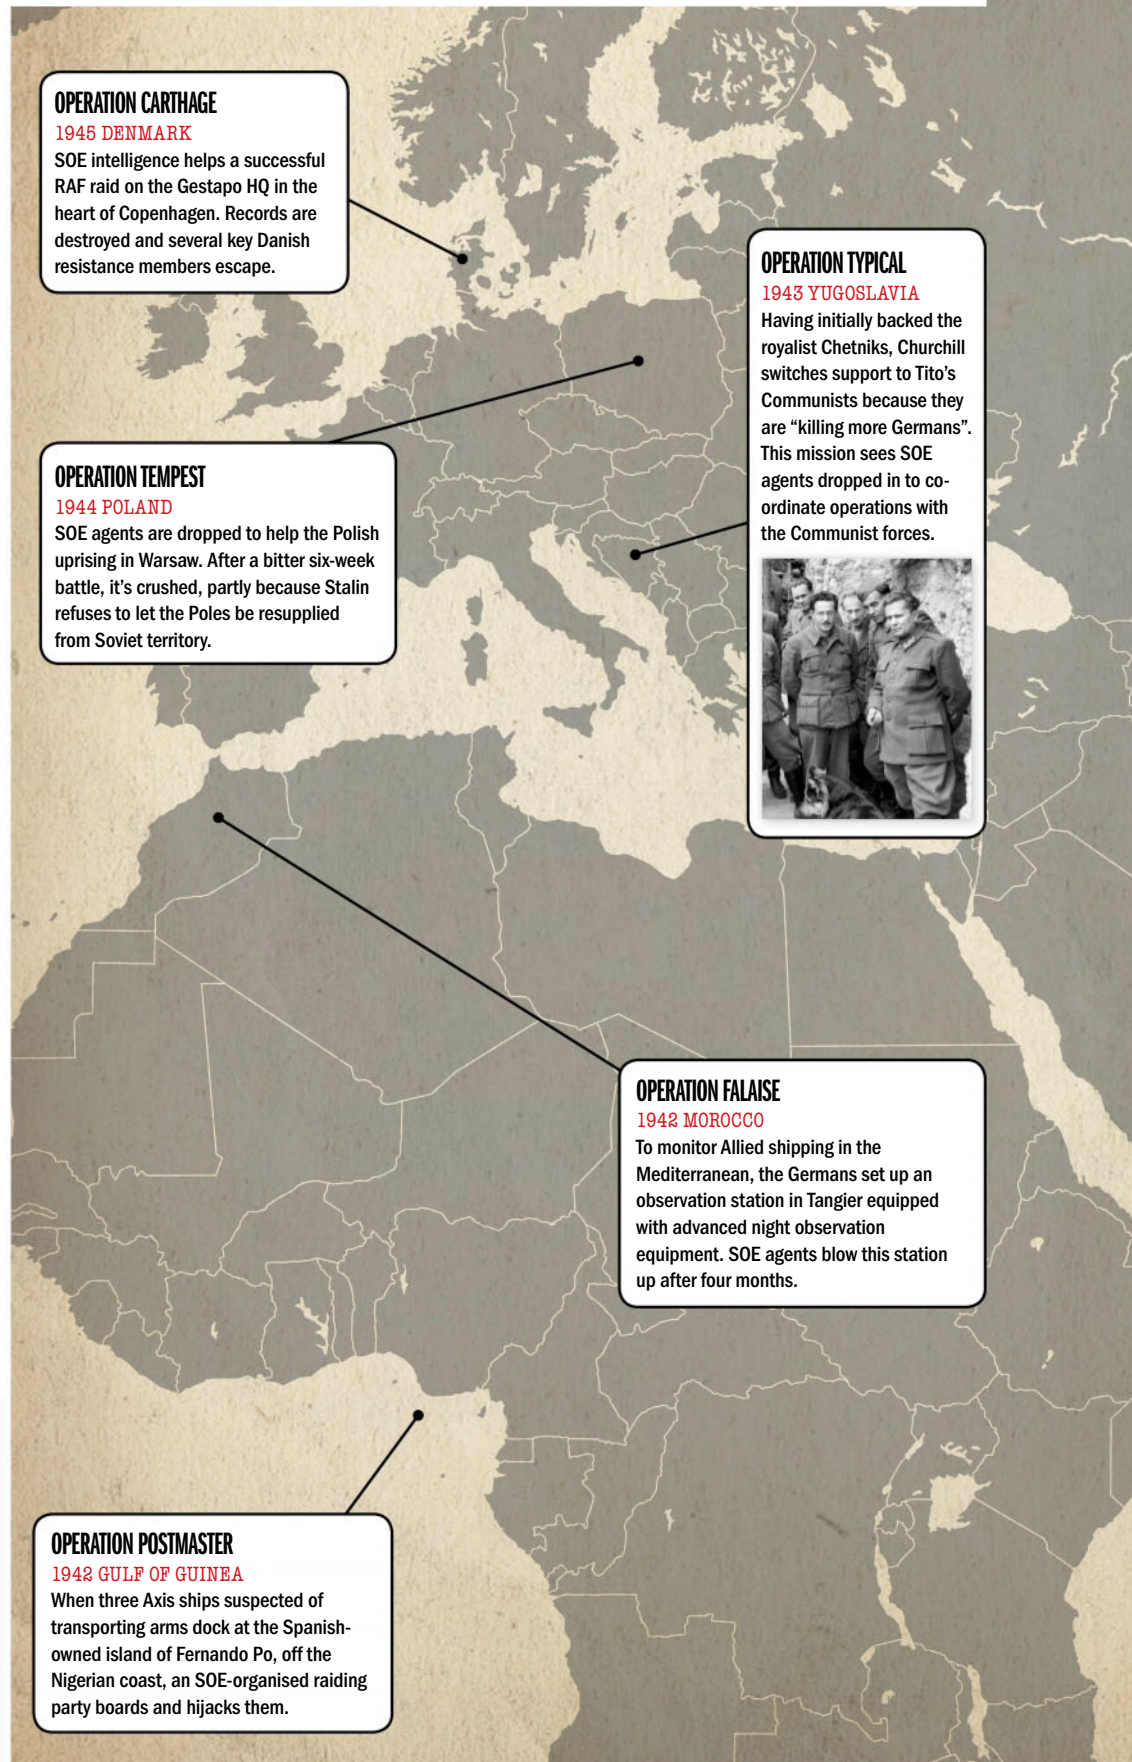 OPERATION CARTHAGE
1945 DENMARK
SOE intelligence helps a successful
RAF raid on the Gestapo HQ in the
heart of Copenhagen. Records are
destroyed and several key Danish
resistance members escape.
OPERATION TYPICAL
1943 YUGOSLAVIA
Having initially backed the
royalist Chetniks, Churchill
switches support to Tito’s
Communists because they
are “killing more Germans”.
This mission sees SOE
agents dropped in to co-
ordinate operations with
the Communist forces.
OPERATION TEMPEST
1944 POLAND
SOE agents are dropped to help the Polish
uprising in Warsaw. After a bitter six-week
battle, it’s crushed, partly because Stalin
refuses to let the Poles be resupplied
from Soviet territory.
OPERATION FALAISE
1942 MOROCCO
To monitor Allied shipping in the
Mediterranean, the Germans set up an
observation station in Tangier equipped
with advanced night observation
equipment. SOE agents blow this station
up after four months.
OPERATION POSTMASTER
1942 GULF OF GUINEA
When three Axis ships suspected of
transporting arms dock at the Spanish-
owned island of Fernando Po, off the
Nigerian coast, an SOE-organised raiding
party boards and hijacks them.